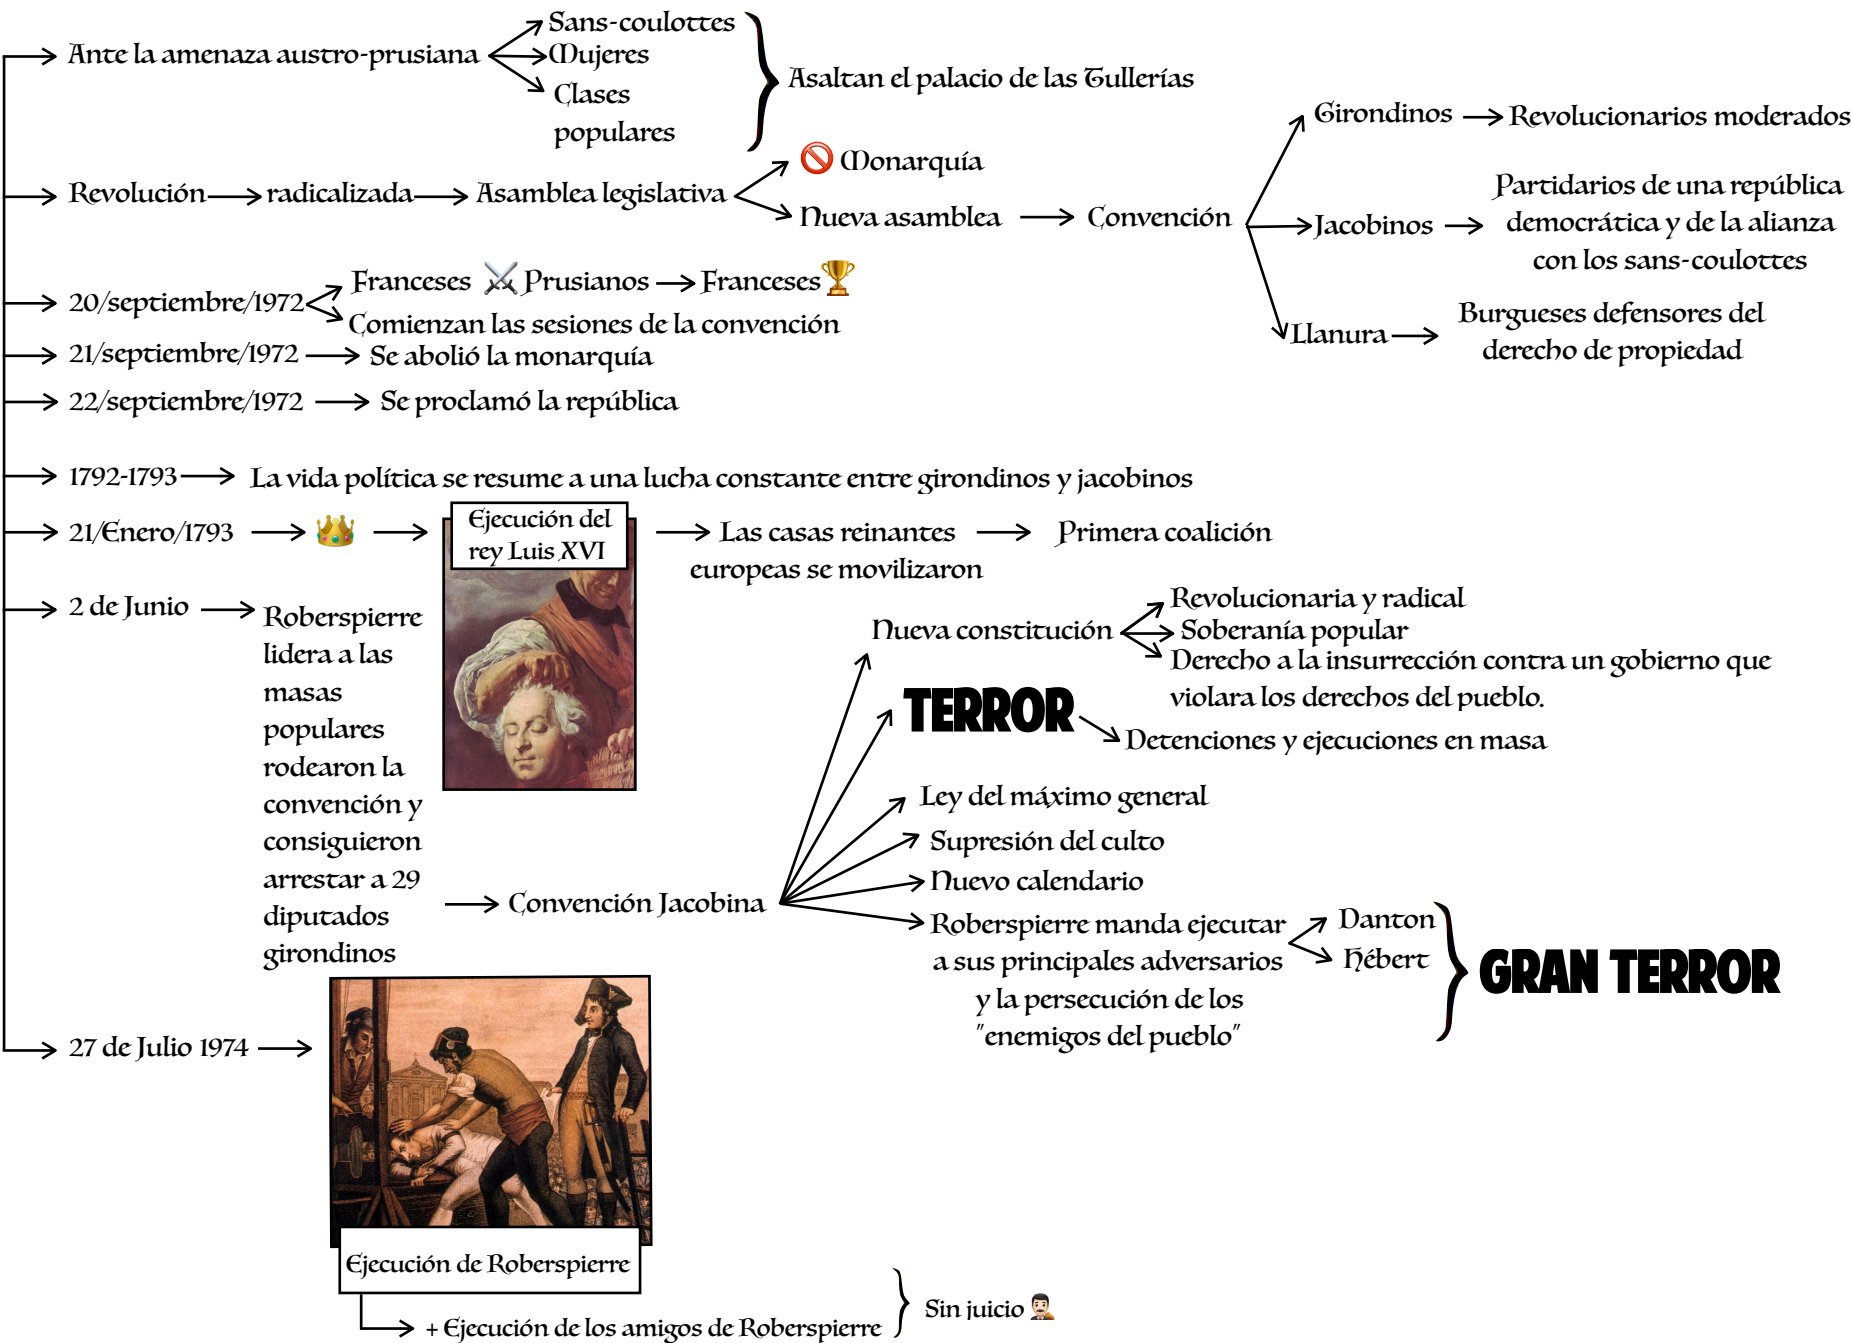 Ante la amenaza austro-prusiana
Sans-coulottes
Mujeres
Clases
populares
Asaltan el palacio de las Tullerías
Revolución
radicalizada
Asamblea legislativa
Monarquía
Nueva asamblea
Convención
Girondinos
Revolucionarios moderados
Jacobinos
Partidarios de una república
democrática y de la alianza
con los sans-coulottes
Llanura
Burgueses defensores del
derecho de propiedad
20/septiembre/1972
Franceses
Prusianos
Franceses
Comienzan las sesiones de la convención
21/septiembre/1972
Se abolió la monarquía
22/septiembre/1972
Se proclamó la república
1792-1793
La vida política se resume a una lucha constante entre girondinos y jacobinos
21/Enero/1793
Ejecución del
rey Luis XVI
Las casas reinantes
europeas se movilizaron
Primera coalición
2 de Junio
Roberspierre
lidera a las
masas
populares
rodearon la
convención y
consiguieron
arrestar a 29
diputados
girondinos
Convención Jacobina
Nueva constitución
Revolucionaria y radical
Soberanía popular
Derecho a la insurrección contra un gobierno que
violara los derechos del pueblo.
TERROR
Detenciones y ejecuciones en masa
Ley del máximo general
Supresión del culto
Nuevo calendario
Roberspierre manda ejecutar
a sus principales adversarios
y la persecución de los
"enemigos del pueblo"
Danton
Hébert
GRAN TERROR
27 de Julio 1974
Ejecución de Roberspierre
+ Ejecución de los amigos de Roberspierre
Sin juicio